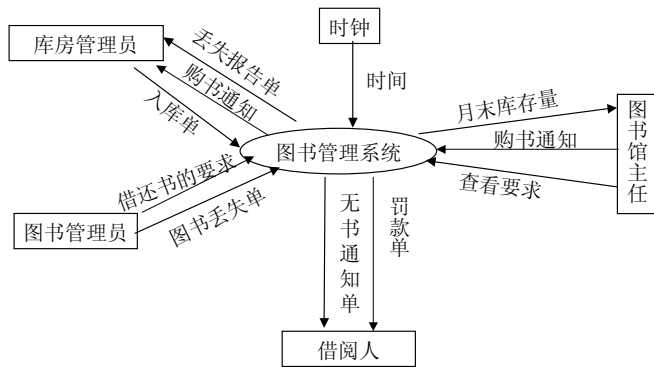 时钟
库房管理员
丢失报告单
购书通知
入库单
时间
月末库存量
购书通知
查看要求
图书馆主任
图书管理系统
借还书的要求
图书丢失单
图书管理员
无书通知单
罚款单
借阅人